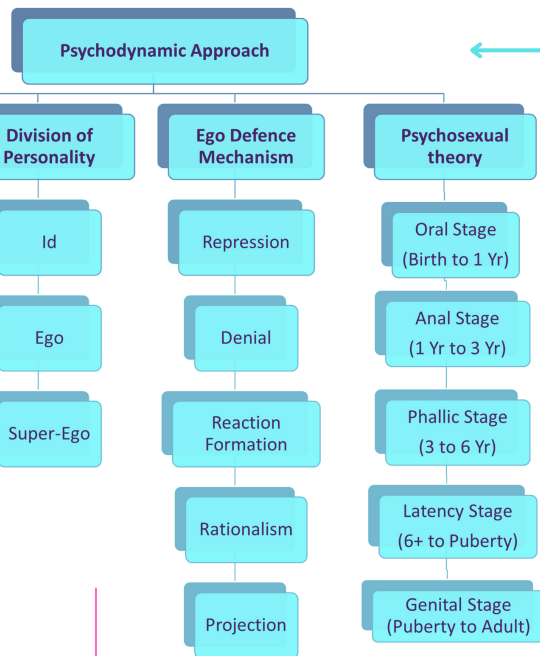 Psychodynamic Approach
Division of
Personality
Id
Ego
Super-Ego
Ego Defence
Mechanism
Repression
Denial
Reaction
Formation
Rationalism
Projection
Psychosexual
theory
Oral Stage
(Birth to 1 Yr)
Anal Stage
(1 Yr to 3 Yr)
Phallic Stage
(3 to 6 Yr)
Latency Stage
(6+ to Puberty)
Genital Stage
(Puberty to Adult)